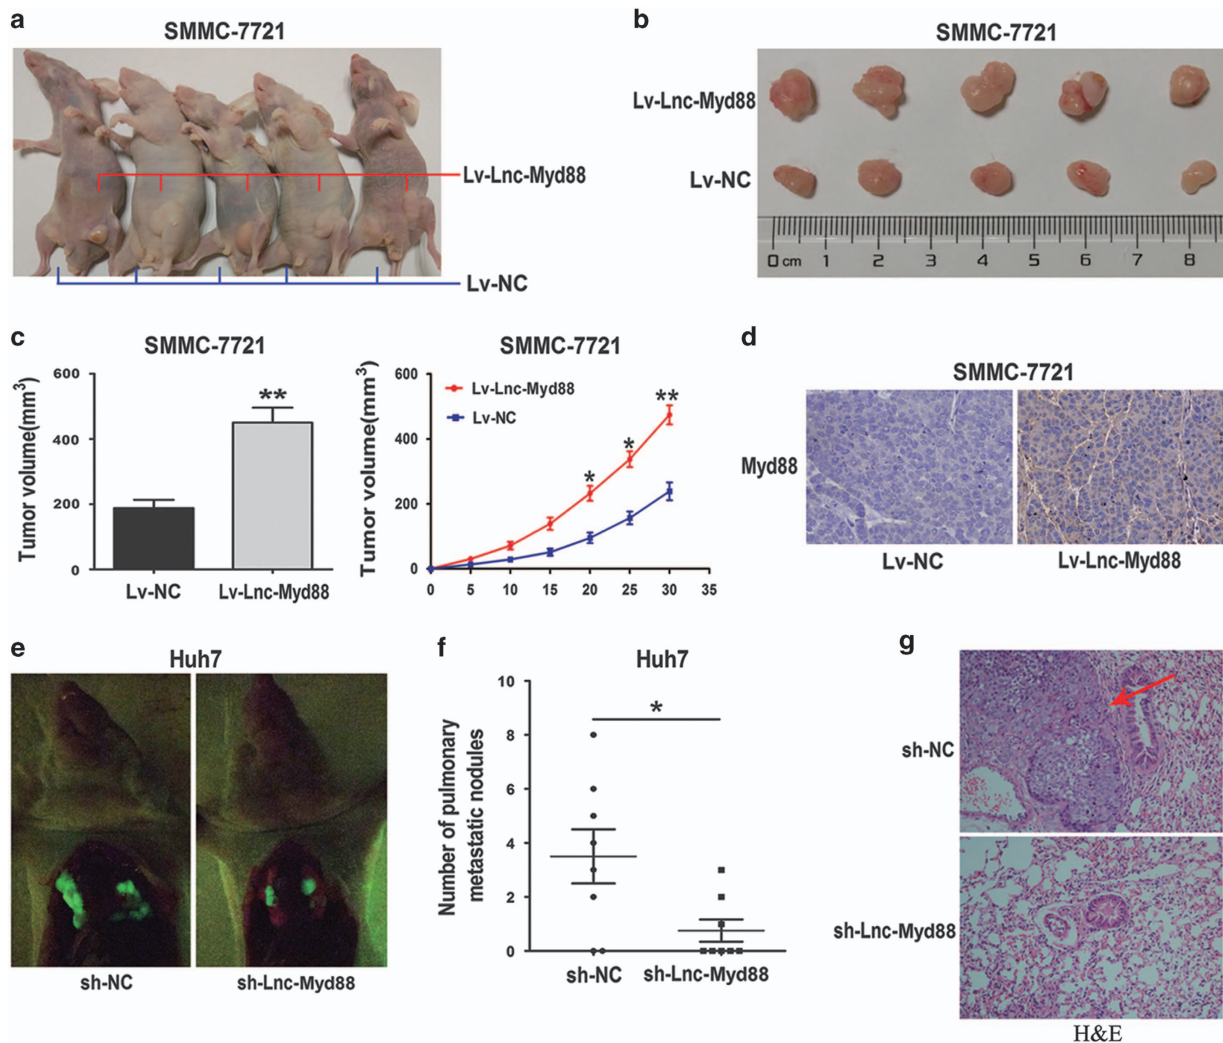 a
SMMC-7721
Lv-Lnc-Myd88
Lv-NC
b
SMMC-7721
Lv-Lnc-Myd88
Lv-NC
0 cm 1 2 3 4 5 6 7 8
c
SMMC-7721
Tumor volume(mm³)
600
400
200
0
**
Lv-NC Lv-Lnc-Myd88
SMMC-7721
Tumor volume(mm³)
600
400
200
0
Lv-Lnc-Myd88
Lv-NC
* * **
0 5 10 15 20 25 30 35
d
SMMC-7721
Myd88
Lv-NC Lv-Lnc-Myd88
e
Huh7
sh-NC sh-Lnc-Myd88
f
Huh7
Number of pulmonary
metastatic nodules
10
8
6
4
2
0
*
sh-NC sh-Lnc-Myd88
g
sh-NC
sh-Lnc-Myd88
H&E